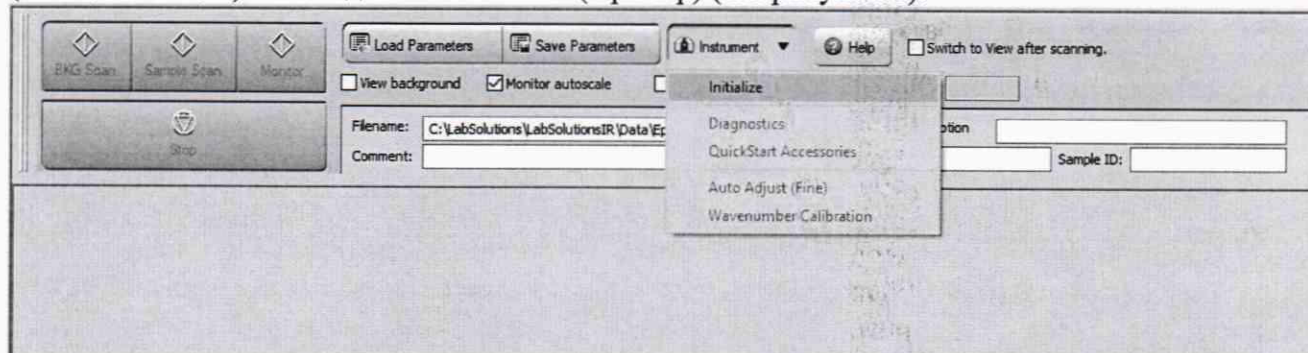 BKG Scan Sample Scan Monitor Load Parameters Save Parameters Instrument Help Switch to View after scanning.
View background Monitor autoscale Initialize
Stop
Filename: C:\LabSolutions\LabSolutionsIR\Data\Ep
Diagnostics
Comment:
QuickStart Accessories
Sample ID:
Auto Adjust (Fine)
Wavenumber Calibration